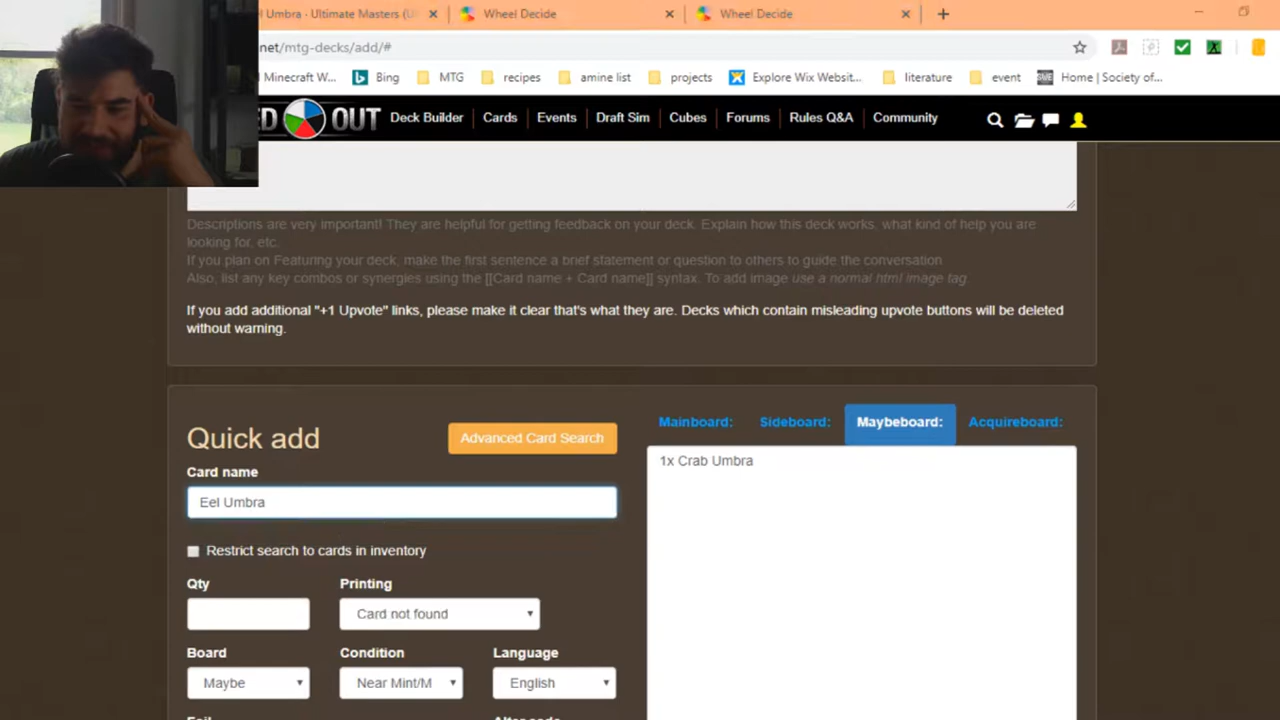 l Umbra · Ultimate Masters (U
Wheel Decide
Wheel Decide
net/mtg-decks/add/#
Minecraft W...
Bing
MTG
recipes
amine list
projects
Explore Wix Websit...
literature
event
Home | Society of...
ED OUT
Deck Builder
Cards
Events
Draft Sim
Cubes
Forums
Rules Q&A
Community
Descriptions are very important! They are helpful for getting feedback on your deck. Explain how this deck works, what kind of help you are
looking for, etc.
If you plan on Featuring your deck, make the first sentence a brief statement or question to others to guide the conversation
Also, list any key combos or synergies using the [[Card name + Card name]] syntax. To add image use a normal html image tag
If you add additional "+1 Upvote" links, please make it clear that's what they are. Decks which contain misleading upvote buttons will be deleted
without warning.
Quick add
Advanced Card Search
Card name
Eel Umbra
Restrict search to cards in inventory
Qty
Printing
Card not found
Board
Condition
Language
Maybe
Near Mint/M
English
Mainboard:
Sideboard:
Maybeboard:
Acquireboard:
1x Crab Umbra